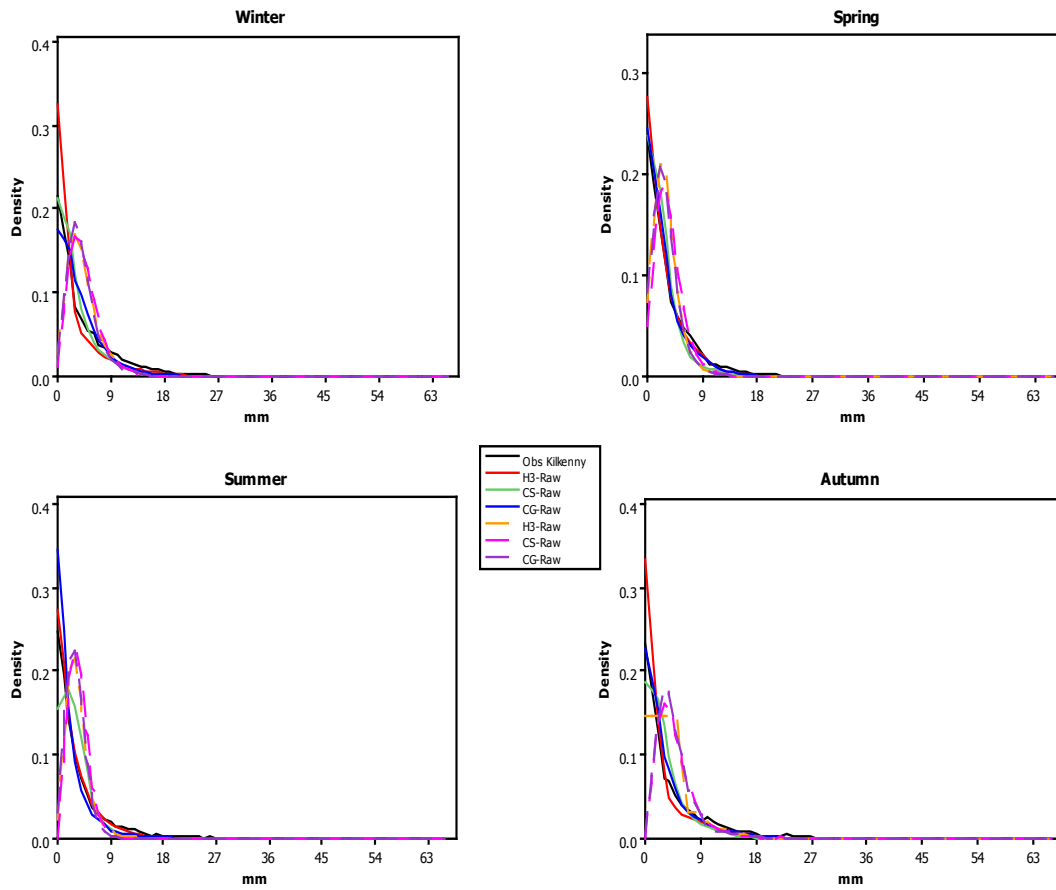 Winter
0.4
0.3
0.2
0.1
0.0
Density
0 9 18 27 36 45 54 63
mm
Spring
0.3
0.2
0.1
0.0
Density
0 9 18 27 36 45 54 63
mm
Obs Kilkenny
H3-Raw
CS-Raw
CG-Raw
H3-Raw
CS-Raw
CG-Raw
Summer
0.4
0.3
0.2
0.1
0.0
Density
0 9 18 27 36 45 54 63
mm
Autumn
0.4
0.3
0.2
0.1
0.0
Density
0 9 18 27 36 45 54 63
mm